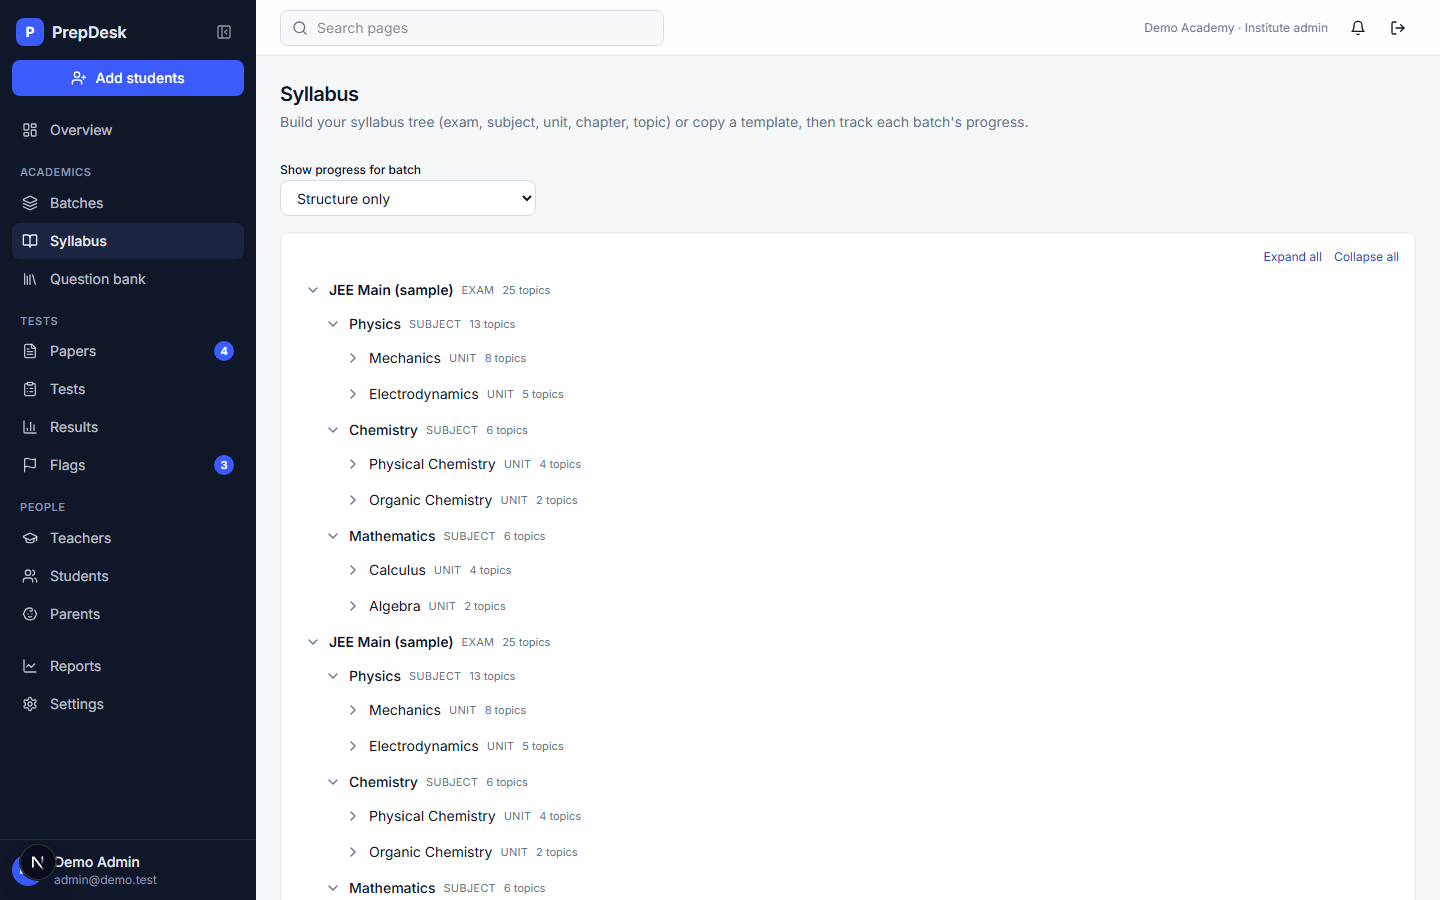 P PrepDesk
Add students
Overview
ACADEMICS
Batches
Syllabus
Question bank
TESTS
Papers 4
Tests
Results
Flags 3
PEOPLE
Teachers
Students
Parents
Reports
Settings
N
Demo Admin
admin@demo.test
Search pages
Demo Academy · Institute admin
Syllabus
Build your syllabus tree (exam, subject, unit, chapter, topic) or copy a template, then track each batch's progress.
Show progress for batch
Structure only
Expand all Collapse all
JEE Main (sample) EXAM 25 topics
Physics SUBJECT 13 topics
Mechanics UNIT 8 topics
Electrodynamics UNIT 5 topics
Chemistry SUBJECT 6 topics
Physical Chemistry UNIT 4 topics
Organic Chemistry UNIT 2 topics
Mathematics SUBJECT 6 topics
Calculus UNIT 4 topics
Algebra UNIT 2 topics
JEE Main (sample) EXAM 25 topics
Physics SUBJECT 13 topics
Mechanics UNIT 8 topics
Electrodynamics UNIT 5 topics
Chemistry SUBJECT 6 topics
Physical Chemistry UNIT 4 topics
Organic Chemistry UNIT 2 topics
Mathematics SUBJECT 6 topics